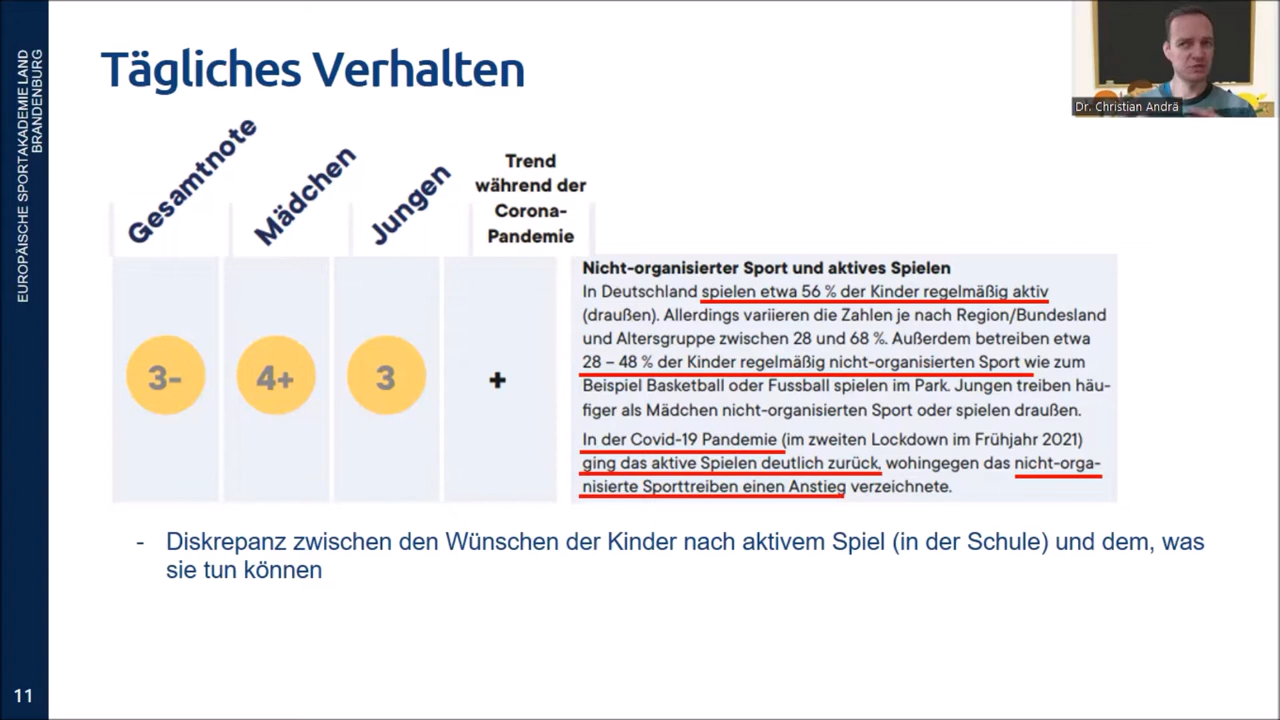 EUROPÄISCHE SPORTAKADEMIE LAND
BRANDENBURG
Tägliches Verhalten
Dr. Christian Andrä
Gesamtnote
Mädchen
Jungen
Trend
während der
Corona-
Pandemie
3-
4+
3
+
Nicht-organisierter Sport und aktives Spielen
In Deutschland spielen etwa 56 % der Kinder regelmäßig aktiv
(draußen). Allerdings variieren die Zahlen je nach Region/Bundesland
und Altersgruppe zwischen 28 und 68 %. Außerdem betreiben etwa
28 – 48 % der Kinder regelmäßig nicht-organisierten Sport wie zum
Beispiel Basketball oder Fussball spielen im Park. Jungen treiben häu-
figer als Mädchen nicht-organisierten Sport oder spielen draußen.
In der Covid-19 Pandemie (im zweiten Lockdown im Frühjahr 2021)
ging das aktive Spielen deutlich zurück, wohingegen das nicht-orga-
nisierte Sporttreiben einen Anstieg verzeichnete.
- Diskrepanz zwischen den Wünschen der Kinder nach aktivem Spiel (in der Schule) und dem, was
sie tun können
11